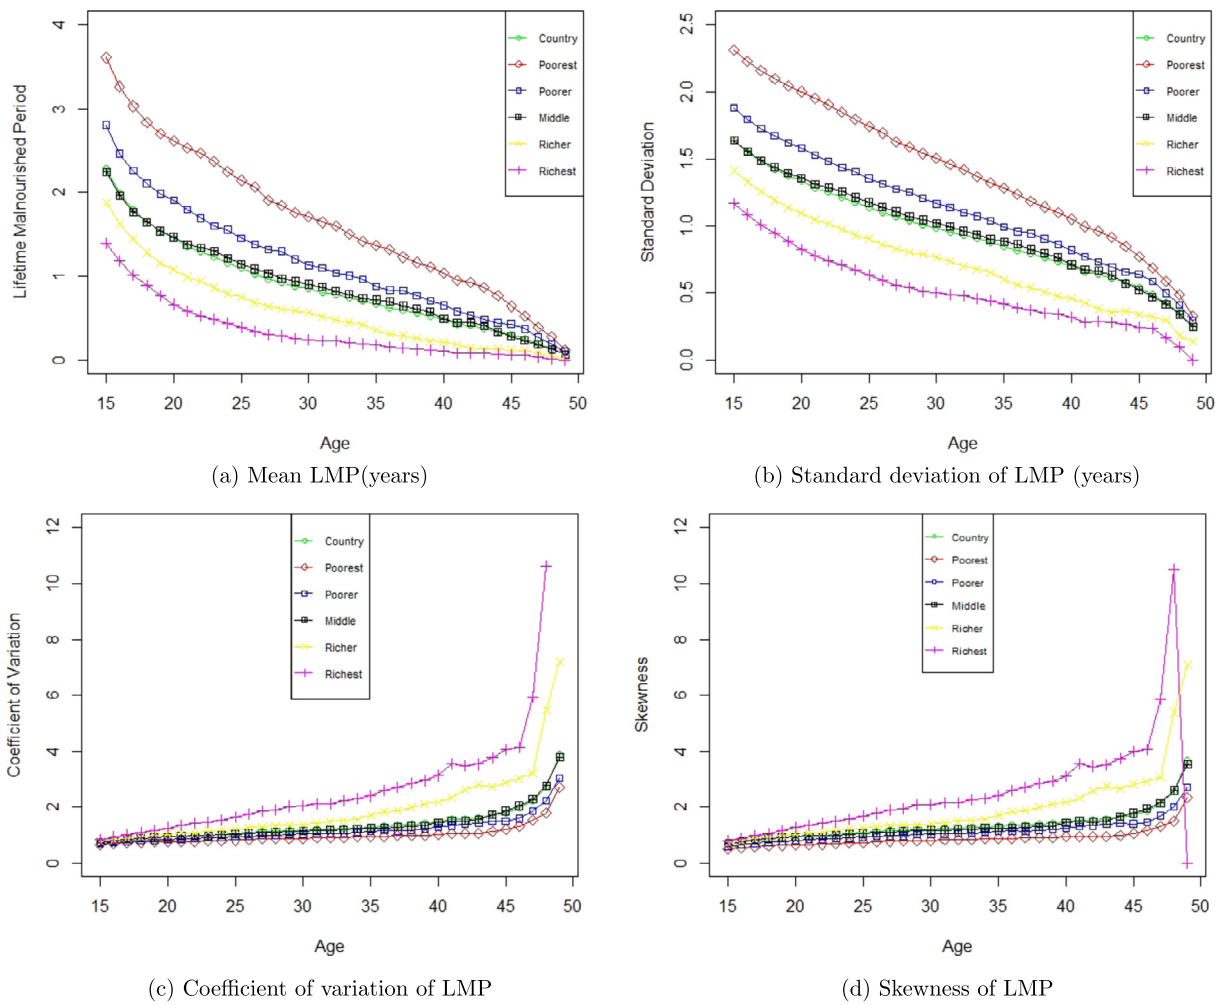 Lifetime Malnourished Period
4
3
2
1
0
15 20 25 30 35 40 45 50
Age
Country
Poorest
Poorer
Middle
Richer
Richest
(a) Mean LMP(years)
Standard Deviation
2.5
2.0
1.5
1.0
0.5
0.0
15 20 25 30 35 40 45 50
Age
Country
Poorest
Poorer
Middle
Richer
Richest
(b) Standard deviation of LMP (years)
Coefficient of Variation
12
10
8
6
4
2
0
15 20 25 30 35 40 45 50
Age
Country
Poorest
Poorer
Middle
Richer
Richest
(c) Coefficient of variation of LMP
Skewness
12
10
8
6
4
2
0
15 20 25 30 35 40 45 50
Age
Country
Poorest
Poorer
Middle
Richer
Richest
(d) Skewness of LMP